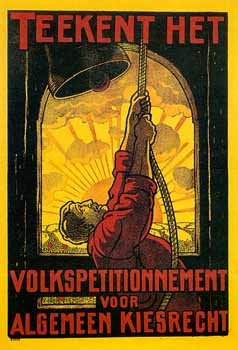 TEEKENT HET
VOLKSPETITIONNEMENT
VOOR
ALGEMEEN KIESRECHT